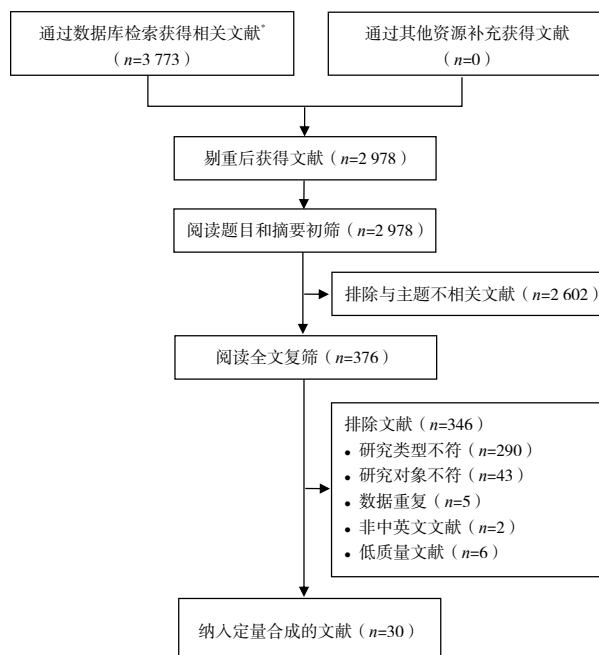 通过数据库检索获得相关文献*
（n=3 773）
通过其他资源补充获得文献
（n=0）
剔重后获得文献（n=2 978）
阅读题目和摘要初筛（n=2 978）
排除与主题不相关文献（n=2 602）
阅读全文复筛（n=376）
排除文献（n=346）
• 研究类型不符（n=290）
• 研究对象不符（n=43）
• 数据重复（n=5）
• 非中英文文献（n=2）
• 低质量文献（n=6）
纳入定量合成的文献（n=30）